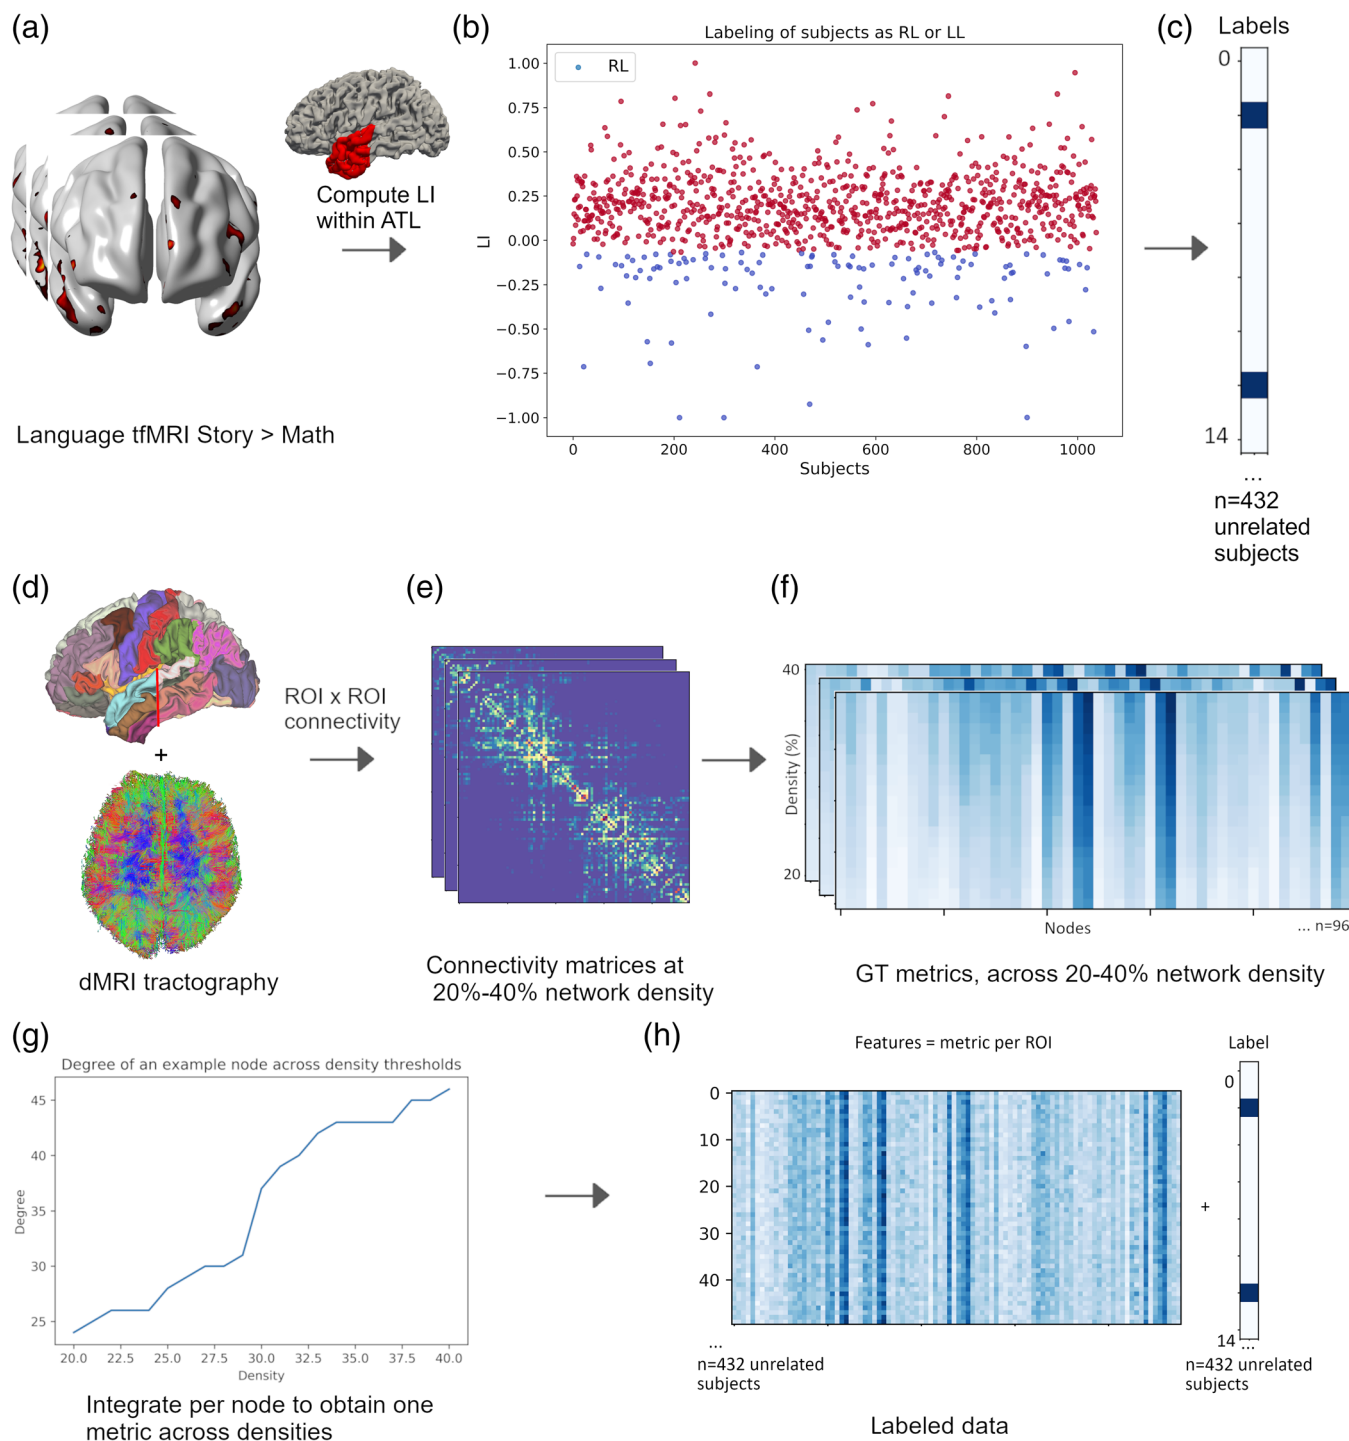 (a)
Compute LI
within ATL
Language tfMRI Story > Math
(b)
Labeling of subjects as RL or LL
RL
1.00
0.75
0.50
0.25
0.00
−0.25
−0.50
−0.75
−1.00
LI
0 200 400 600 800 1000
Subjects
(c)
Labels
0
14
...
n=432
unrelated
subjects
(d)
+
dMRI tractography
ROI x ROI
connectivity
(e)
Connectivity matrices at
20%-40% network density
(f)
40
Density (%)
20
Nodes
... n=96
GT metrics, across 20-40% network density
(g)
Degree of an example node across density thresholds
45
40
35
30
25
Degree
20.0 22.5 25.0 27.5 30.0 32.5 35.0 37.5 40.0
Density
Integrate per node to obtain one
metric across densities
(h)
Features = metric per ROI
0
10
20
30
40
...
n=432 unrelated
subjects
+
Label
0
14
...
n=432 unrelated
subjects
Labeled data